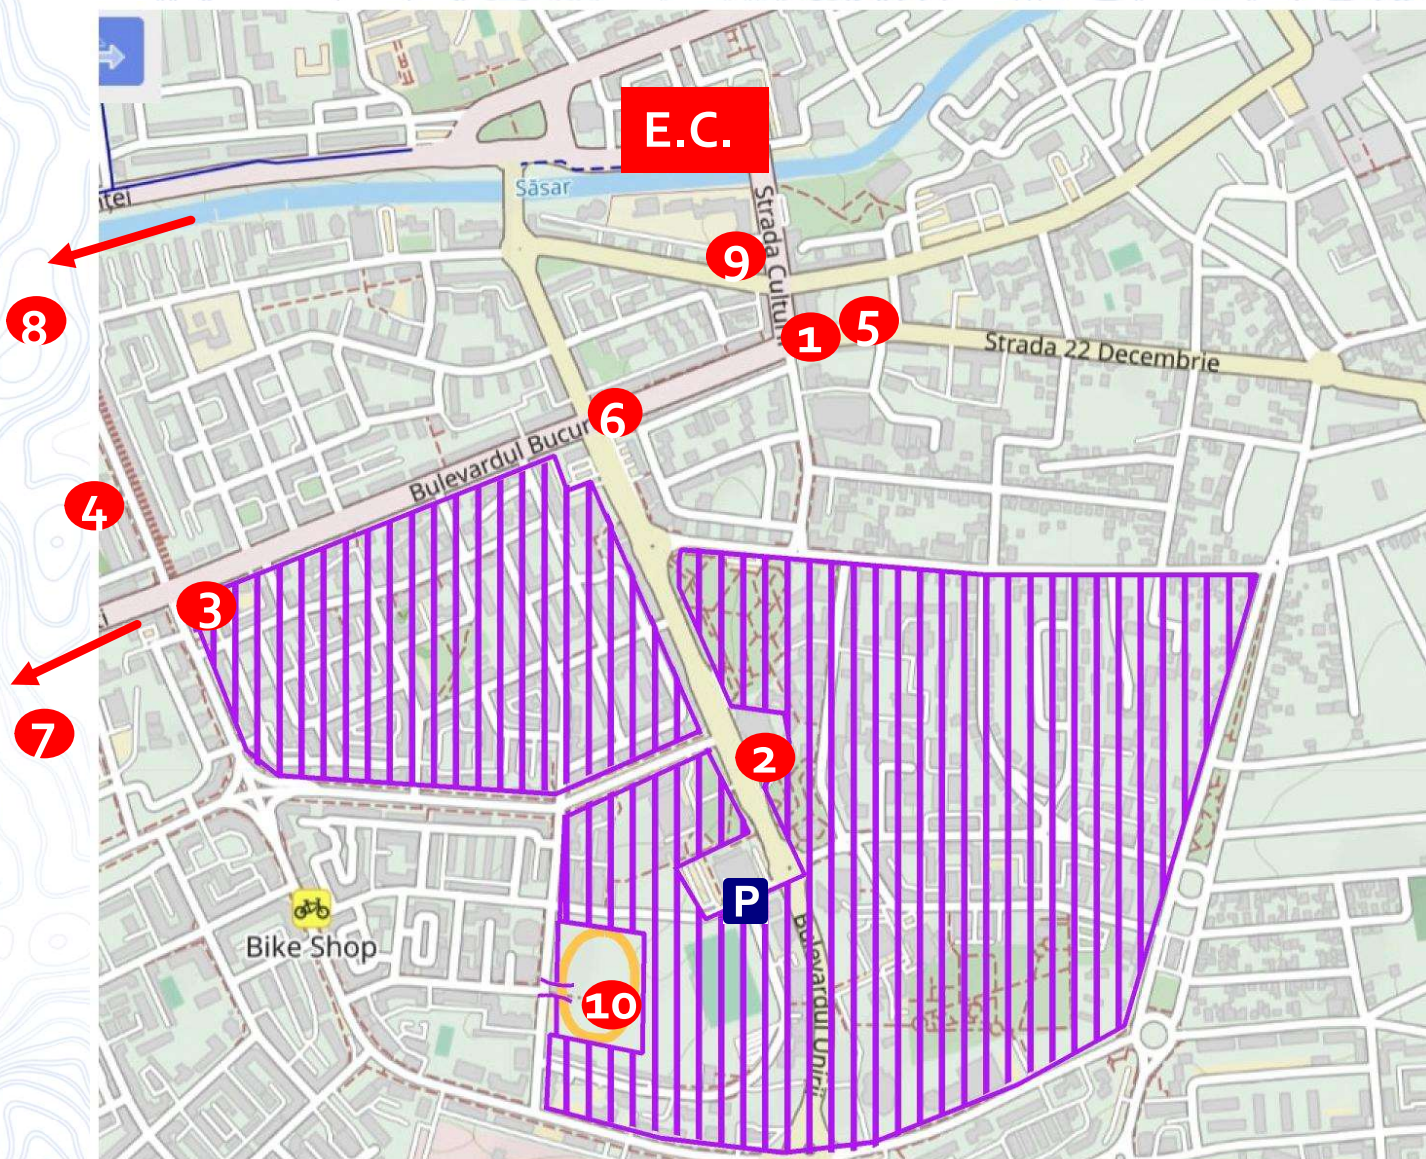 E.C.
ței
Săsar
Strada Culturii
9
8
1
5
Strada 22 Decembrie
6
Bulevardul Bucur
4
3
7
2
P
Bike Shop
Bulevardul Unirii
10